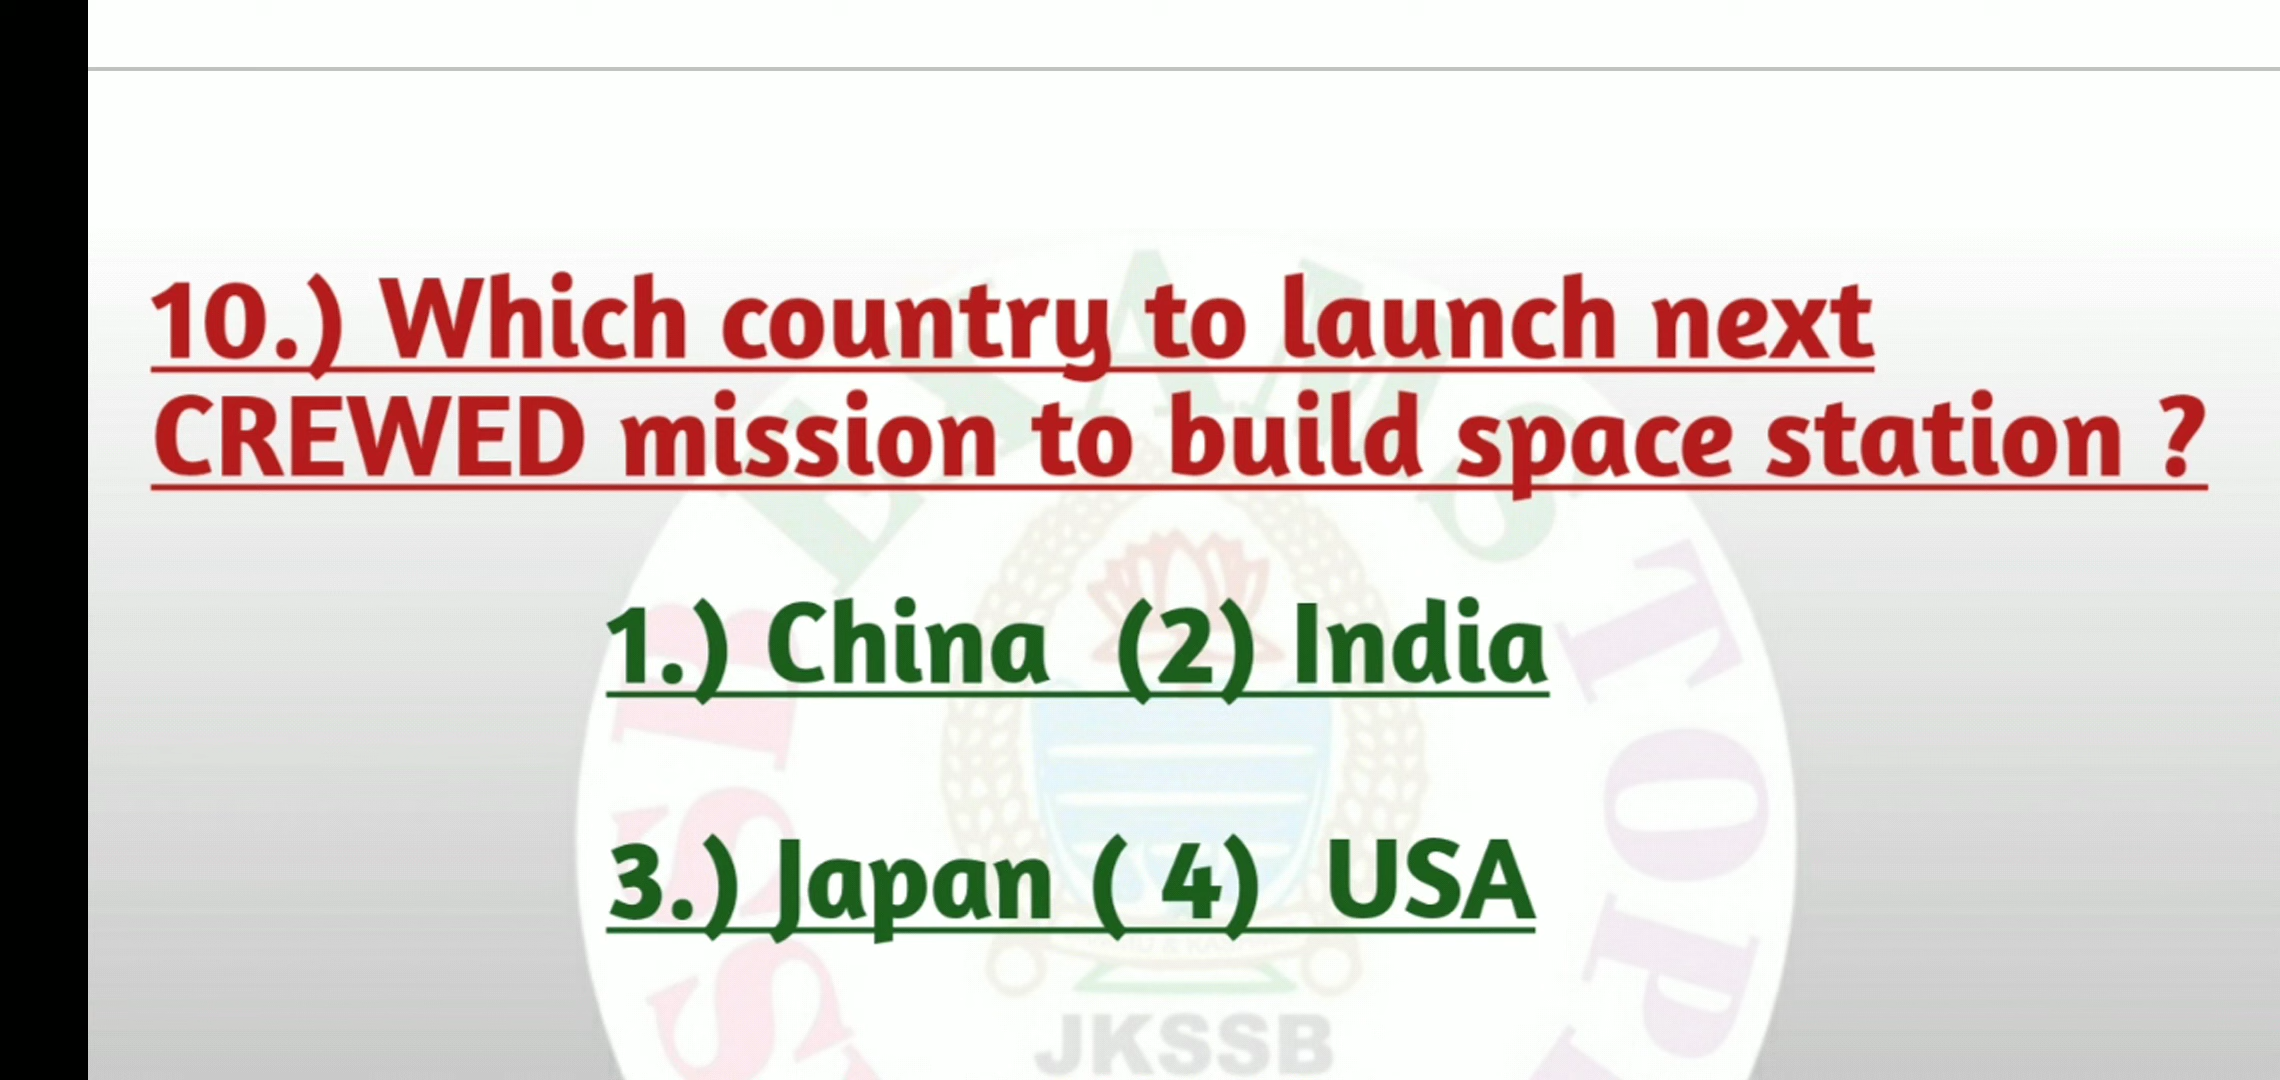 10.) Which country to launch next
CREWED mission to build space station ?
1.) China (2) India
3.) Japan ( 4) USA
JKSSB